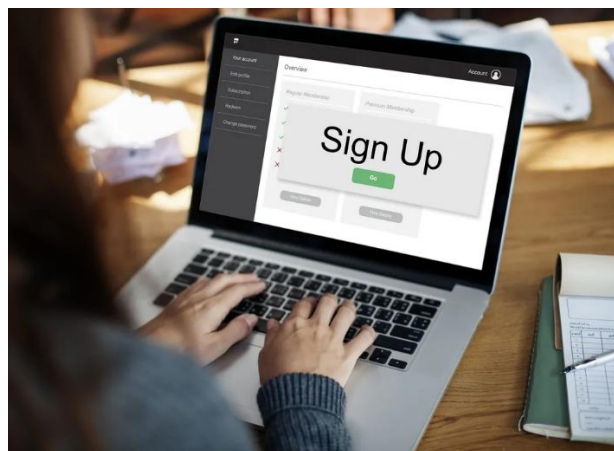 Account
Your account
Edit profile
Subscription
Redeem
Change password
Overview
Regular Membership
Premium Membership
Sign Up
Go